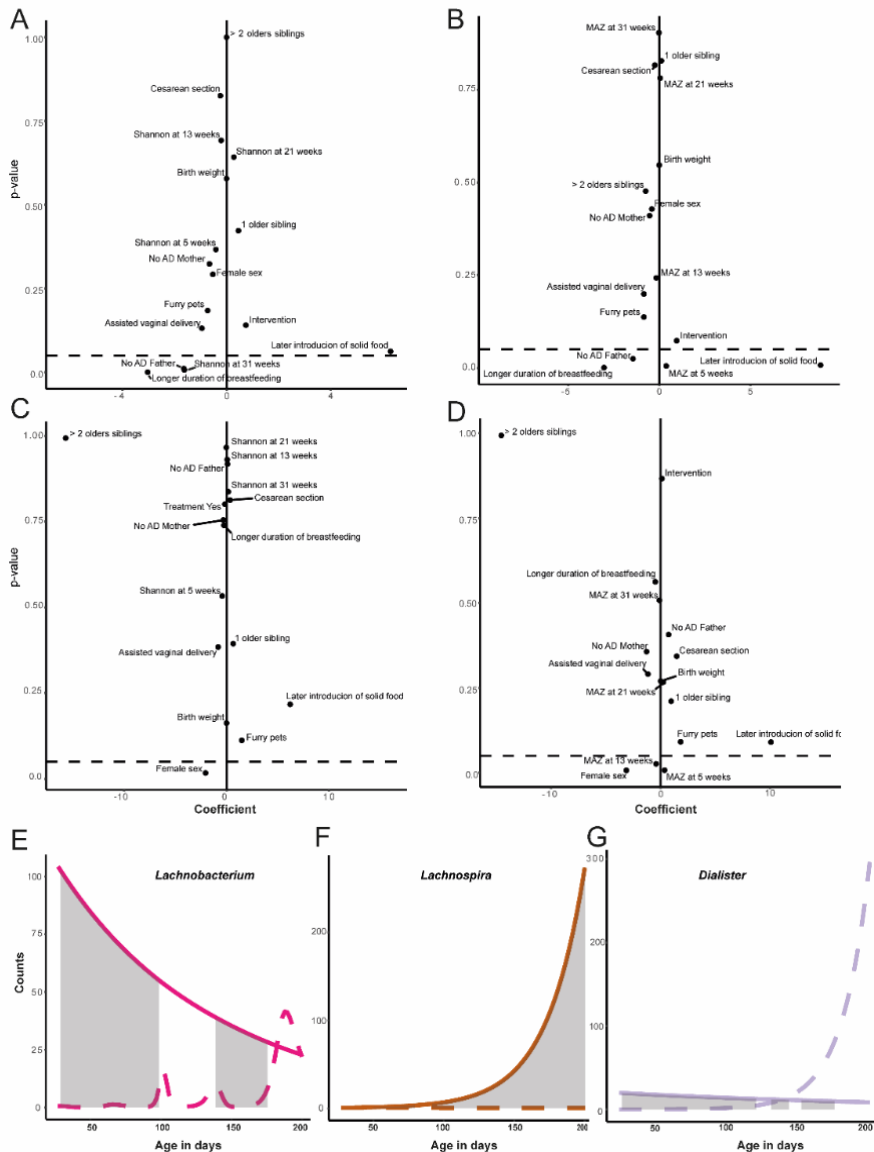 A
1.00
> 2 olders siblings
Cesarean section
0.75
Shannon at 13 weeks
Shannon at 21 weeks
Birth weight
p-value
0.50
1 older sibling
Shannon at 5 weeks
No AD Mother
Female sex
0.25
Furry pets
Assisted vaginal delivery
Intervention
Later introducion of solid food
No AD Father
Shannon at 31 weeks
0.00
Longer duration of breastfeeding
-4
0
4
B
MAZ at 31 weeks
1 older sibling
Cesarean section
MAZ at 21 weeks
0.75
Birth weight
0.50
> 2 olders siblings
Female sex
No AD Mother
0.25
MAZ at 13 weeks
Assisted vaginal delivery
Furry pets
Intervention
No AD Father
Later introducion of solid food
0.00
Longer duration of breastfeeding
MAZ at 5 weeks
-5
0
5
C
1.00
> 2 olders siblings
Shannon at 21 weeks
Shannon at 13 weeks
No AD Father
Shannon at 31 weeks
Cesarean section
Treatment Yes
0.75
No AD Mother
Longer duration of breastfeeding
p-value
Shannon at 5 weeks
0.50
1 older sibling
Assisted vaginal delivery
0.25
Later introducion of solid food
Birth weight
Furry pets
Female sex
0.0
-10
0
10
Coefficient
D
1.00
> 2 olders siblings
Intervention
0.75
Longer duration of breastfeeding
MAZ at 31 weeks
0.50
No AD Father
No AD Mother
Cesarean section
Assisted vaginal delivery
Birth weight
0.25
MAZ at 21 weeks
1 older sibling
Furry pets
Later introducion of solid fo
MAZ at 13 weeks
0.0
Female sex
MAZ at 5 weeks
-10
0
10
Coefficient
E
Lachnobacterium
100
75
Counts
50
25
0
50
100
150
200
Age in days
F
Lachnospira
200
100
0
50
100
150
200
Age in days
G
Dialister
300
200
100
0
50
100
150
200
Age in days